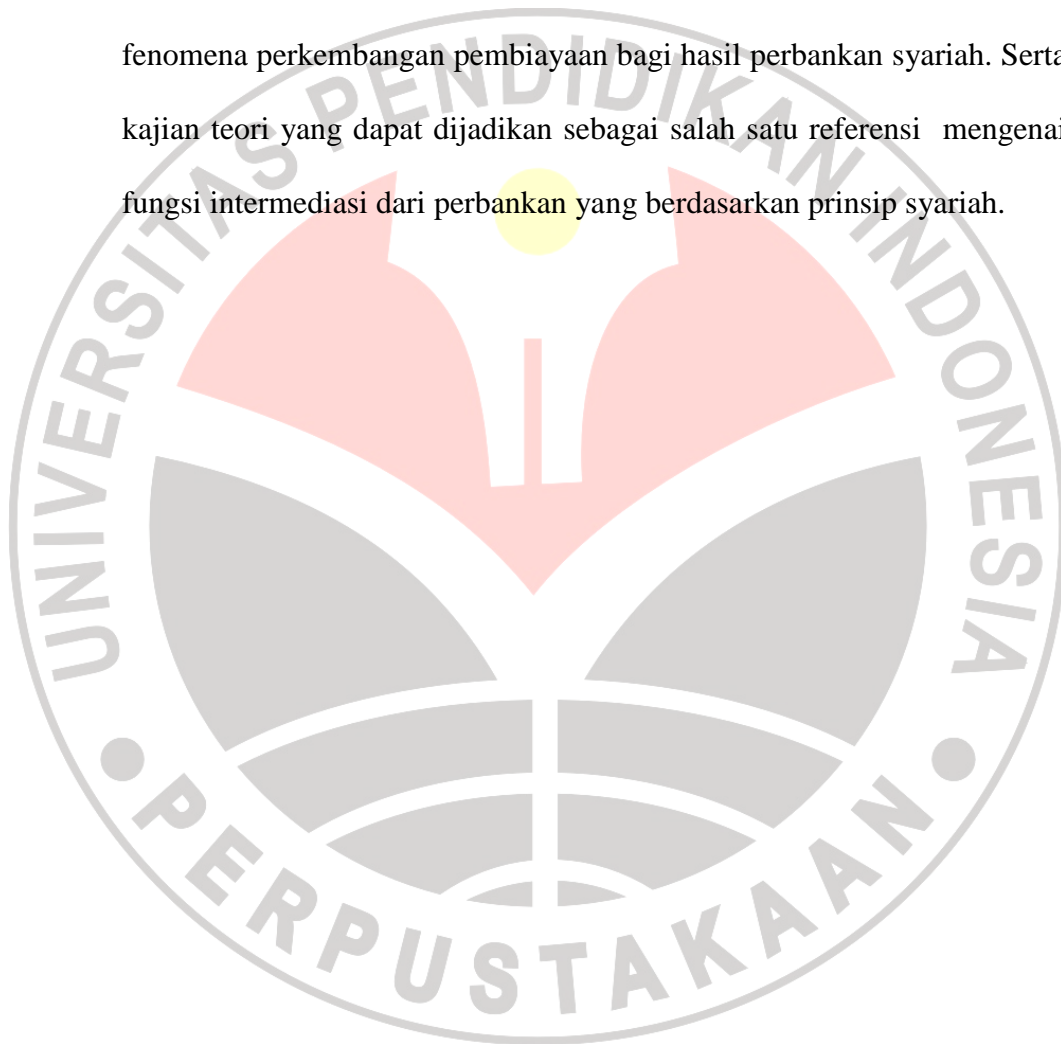 fenomena perkembangan pembiayaan bagi hasil perbankan syariah. Serta
kajian teori yang dapat dijadikan sebagai salah satu referensi mengenai
fungsi intermediasi dari perbankan yang berdasarkan prinsip syariah.
UNIVERSITAS PENDIDIKAN INDONESIA
PERPUSTAKAAN